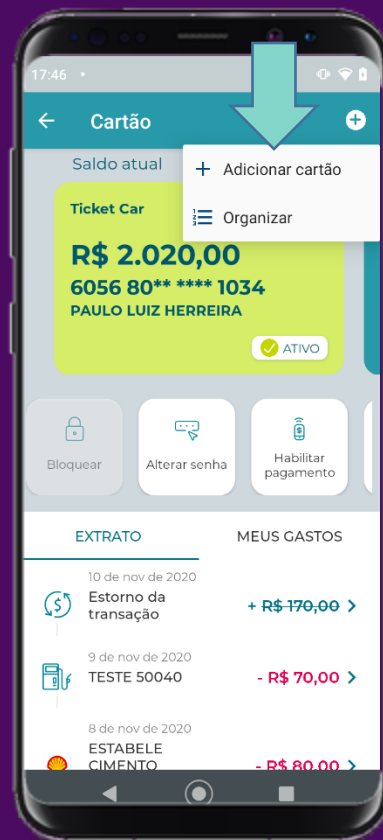 17:46
Cartão
Saldo atual
Adicionar cartão
Organizar
Ticket Car
R$ 2.020,00
6056 80** **** 1034
PAULO LUIZ HERREIRA
ATIVO
Bloquear
Alterar senha
Habilitar
pagamento
EXTRATO
MEUS GASTOS
10 de nov de 2020
Estorno da
transação
+ R$ 170,00
9 de nov de 2020
TESTE 50040
- R$ 70,00
8 de nov de 2020
ESTABELE
CIMENTO
- R$ 80,00